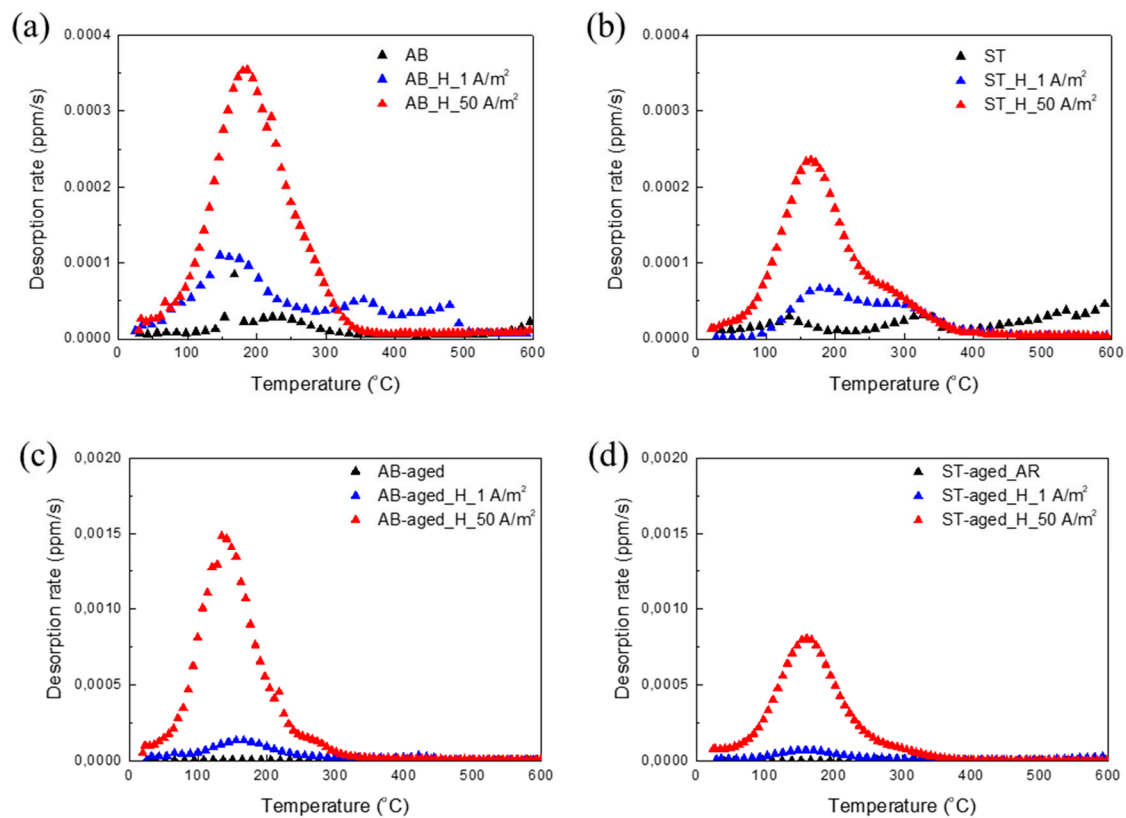 (a)
0.0004
0.0003
0.0002
0.0001
0.0000
Desorption rate (ppm/s)
AB
AB_H_1 A/m²
AB_H_50 A/m²
0 100 200 300 400 500 600
Temperature (°C)
(b)
0.0004
0.0003
0.0002
0.0001
0.0000
Desorption rate (ppm/s)
ST
ST_H_1 A/m²
ST_H_50 A/m²
0 100 200 300 400 500 600
Temperature (°C)
(c)
0,0020
0,0015
0,0010
0,0005
0,0000
Desorption rate (ppm/s)
AB-aged
AB-aged_H_1 A/m²
AB-aged_H_50 A/m²
0 100 200 300 400 500 600
Temperature (°C)
(d)
0,0020
0,0015
0,0010
0,0005
0,0000
Desorption rate (ppm/s)
ST-aged_AR
ST-aged_H_1 A/m²
ST-aged_H_50 A/m²
0 100 200 300 400 500 600
Temperature (°C)